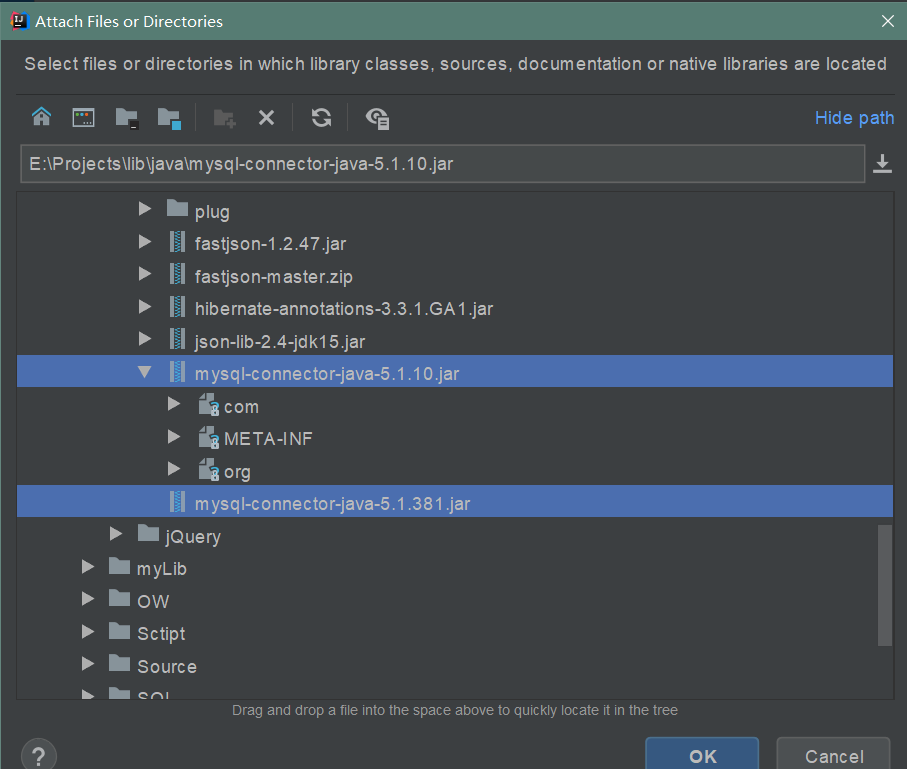 Attach Files or Directories
Select files or directories in which library classes, sources, documentation or native libraries are located
Hide path
E:\Projects\lib\java\mysql-connector-java-5.1.10.jar
plug
fastjson-1.2.47.jar
fastjson-master.zip
hibernate-annotations-3.3.1.GA1.jar
json-lib-2.4-jdk15.jar
mysql-connector-java-5.1.10.jar
com
META-INF
org
mysql-connector-java-5.1.381.jar
jQuery
myLib
OW
Sctipt
Source
SQL
Drag and drop a file into the space above to quickly locate it in the tree
?
OK
Cancel